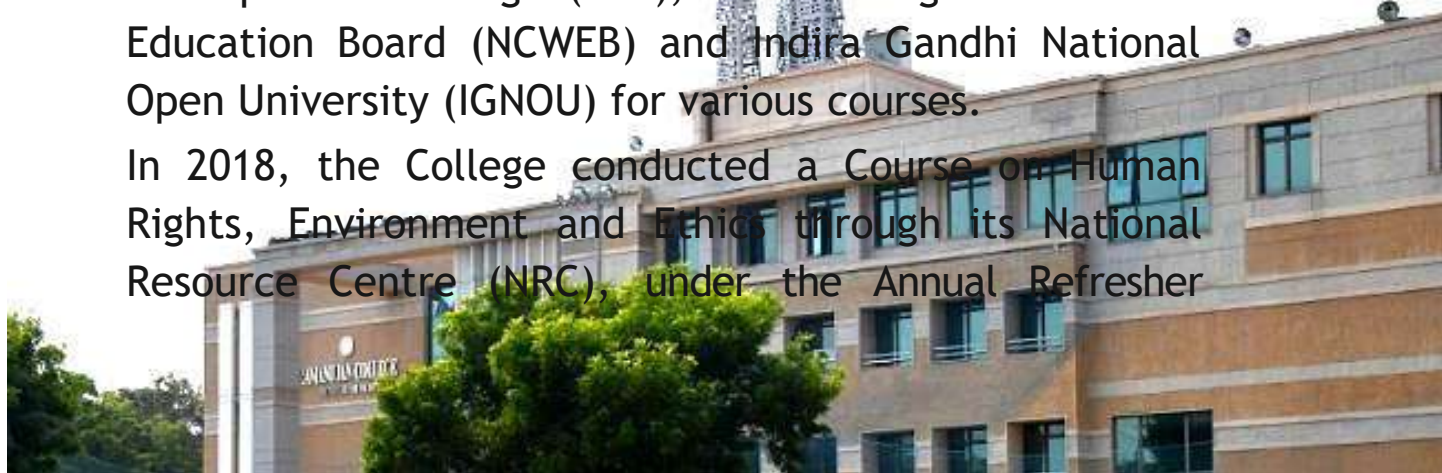 Education Board (NCWEB) and Indira Gandhi National
Open University (IGNOU) for various courses.
In 2018, the College conducted a Course on Human
Rights, Environment and Ethics through its National
Resource Centre (NRC), under the Annual Refresher